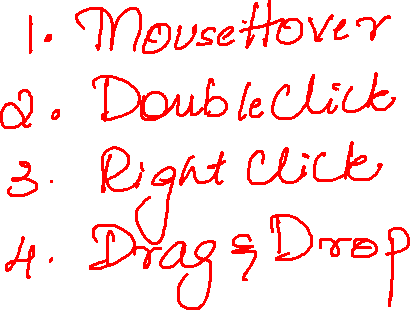 1. MouseHover
2. DoubleClick
3. Right Click
4. Drag & Drop